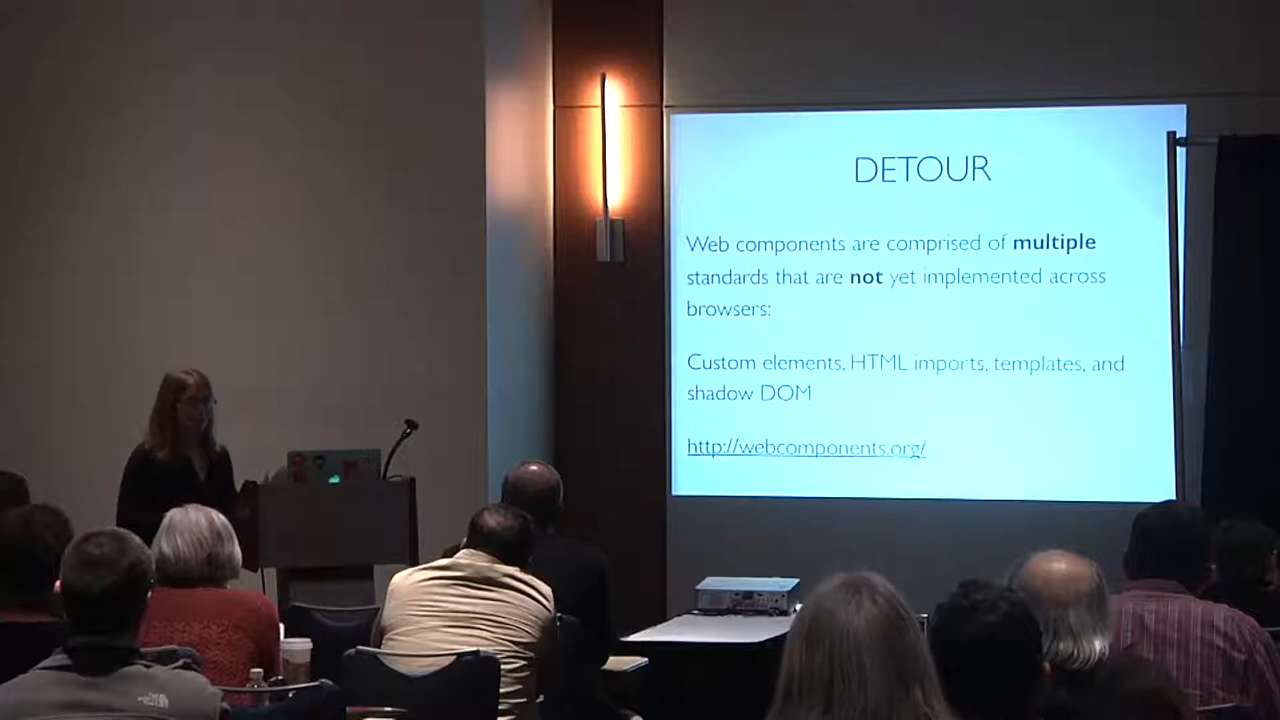 DETOUR
Web components are comprised of multiple
standards that are not yet implemented across
browsers:
Custom elements, HTML imports, templates, and
shadow DOM
http://webcomponents.org/